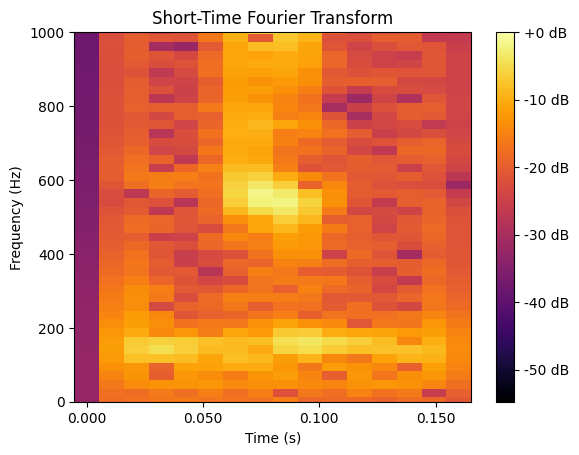 Short-Time Fourier Transform
1000
800
600
400
200
0
Frequency (Hz)
0.000
0.050
0.100
0.150
Time (s)
+0 dB
-10 dB
-20 dB
-30 dB
-40 dB
-50 dB